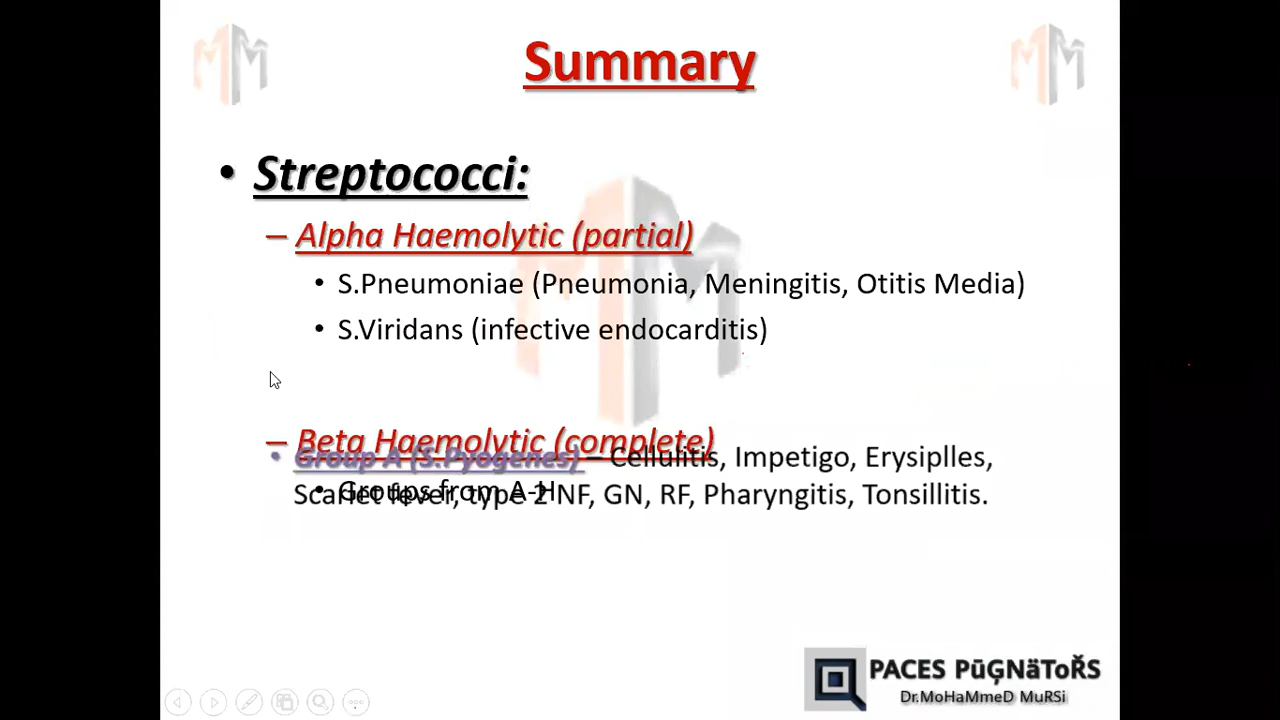 Summary
• Streptococci:
– Alpha Haemolytic (partial)
• S.Pneumoniae (Pneumonia, Meningitis, Otitis Media)
• S.Viridans (infective endocarditis)
– Beta Haemolytic (complete)
• Group A (S.Pyogenes) – Cellulitis, Impetigo, Erysiplles,
Scarlet fever, type 2 NF, GN, RF, Pharyngitis, Tonsillitis.
• Groups from A-H
PACES PūĢNäToŘS
Dr.MoHaMmeD MuRSi